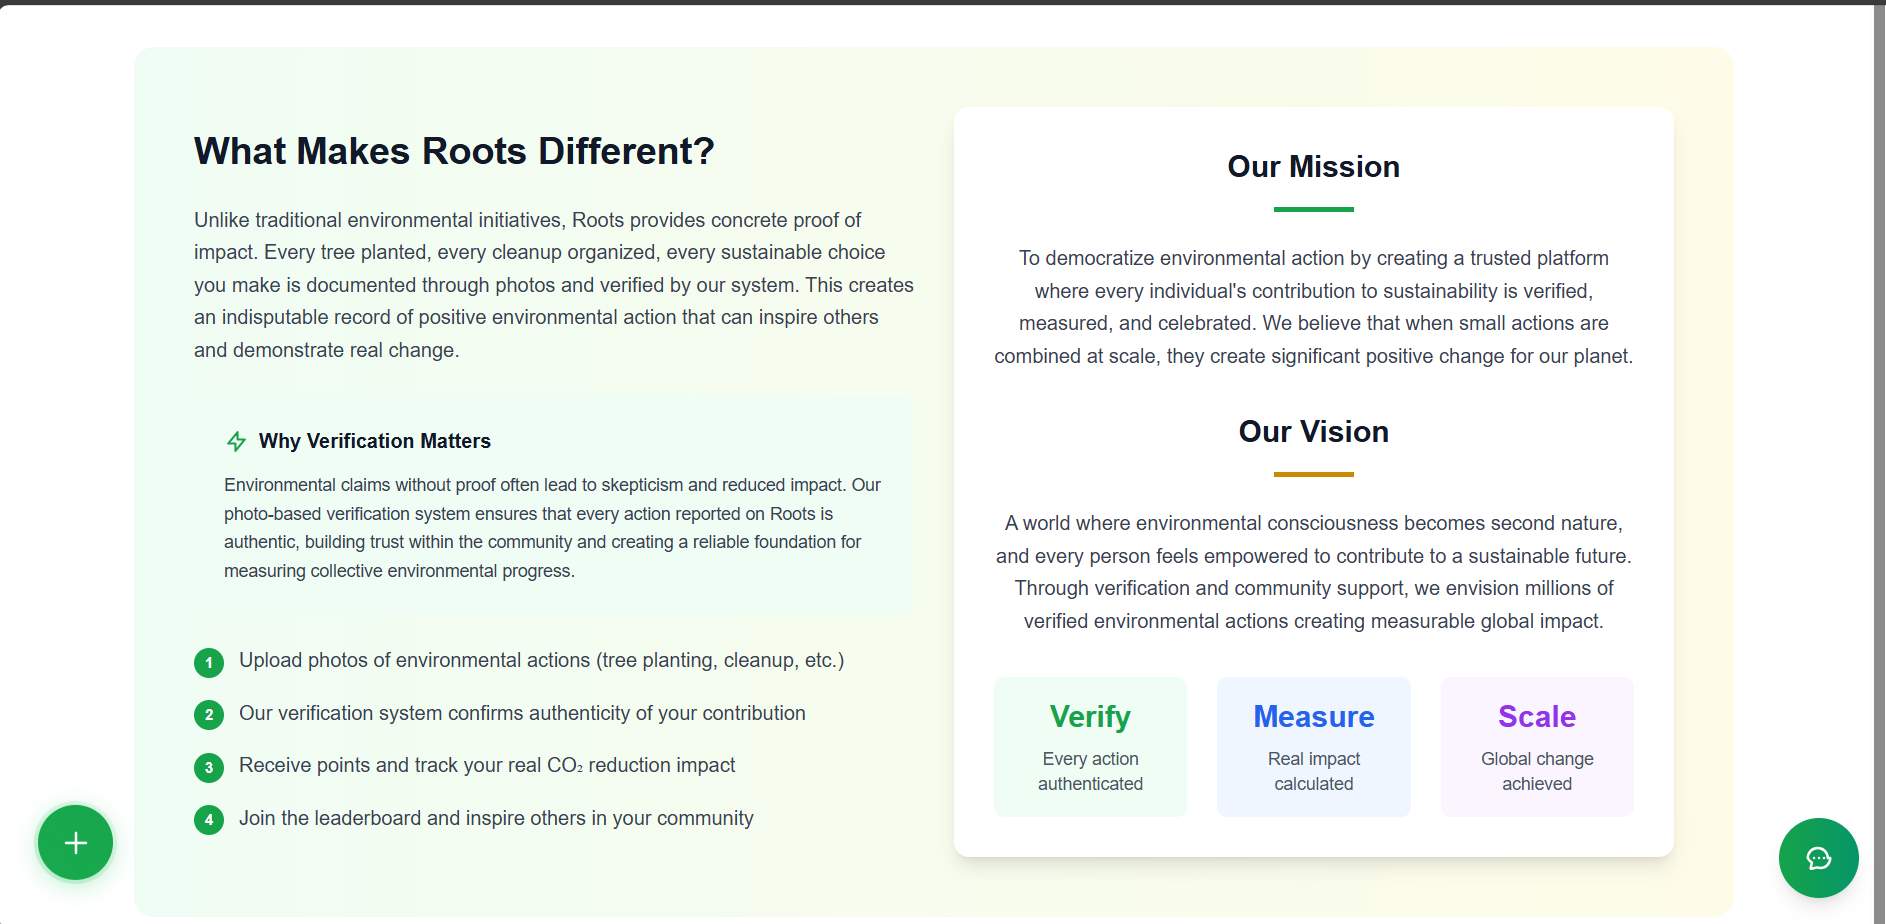 What Makes Roots Different?
Unlike traditional environmental initiatives, Roots provides concrete proof of
impact. Every tree planted, every cleanup organized, every sustainable choice
you make is documented through photos and verified by our system. This creates
an indisputable record of positive environmental action that can inspire others
and demonstrate real change.
Why Verification Matters
Environmental claims without proof often lead to skepticism and reduced impact. Our
photo-based verification system ensures that every action reported on Roots is
authentic, building trust within the community and creating a reliable foundation for
measuring collective environmental progress.
1 Upload photos of environmental actions (tree planting, cleanup, etc.)
2 Our verification system confirms authenticity of your contribution
3 Receive points and track your real CO₂ reduction impact
4 Join the leaderboard and inspire others in your community
Our Mission
To democratize environmental action by creating a trusted platform
where every individual's contribution to sustainability is verified,
measured, and celebrated. We believe that when small actions are
combined at scale, they create significant positive change for our planet.
Our Vision
A world where environmental consciousness becomes second nature,
and every person feels empowered to contribute to a sustainable future.
Through verification and community support, we envision millions of
verified environmental actions creating measurable global impact.
Verify
Every action
authenticated
Measure
Real impact
calculated
Scale
Global change
achieved